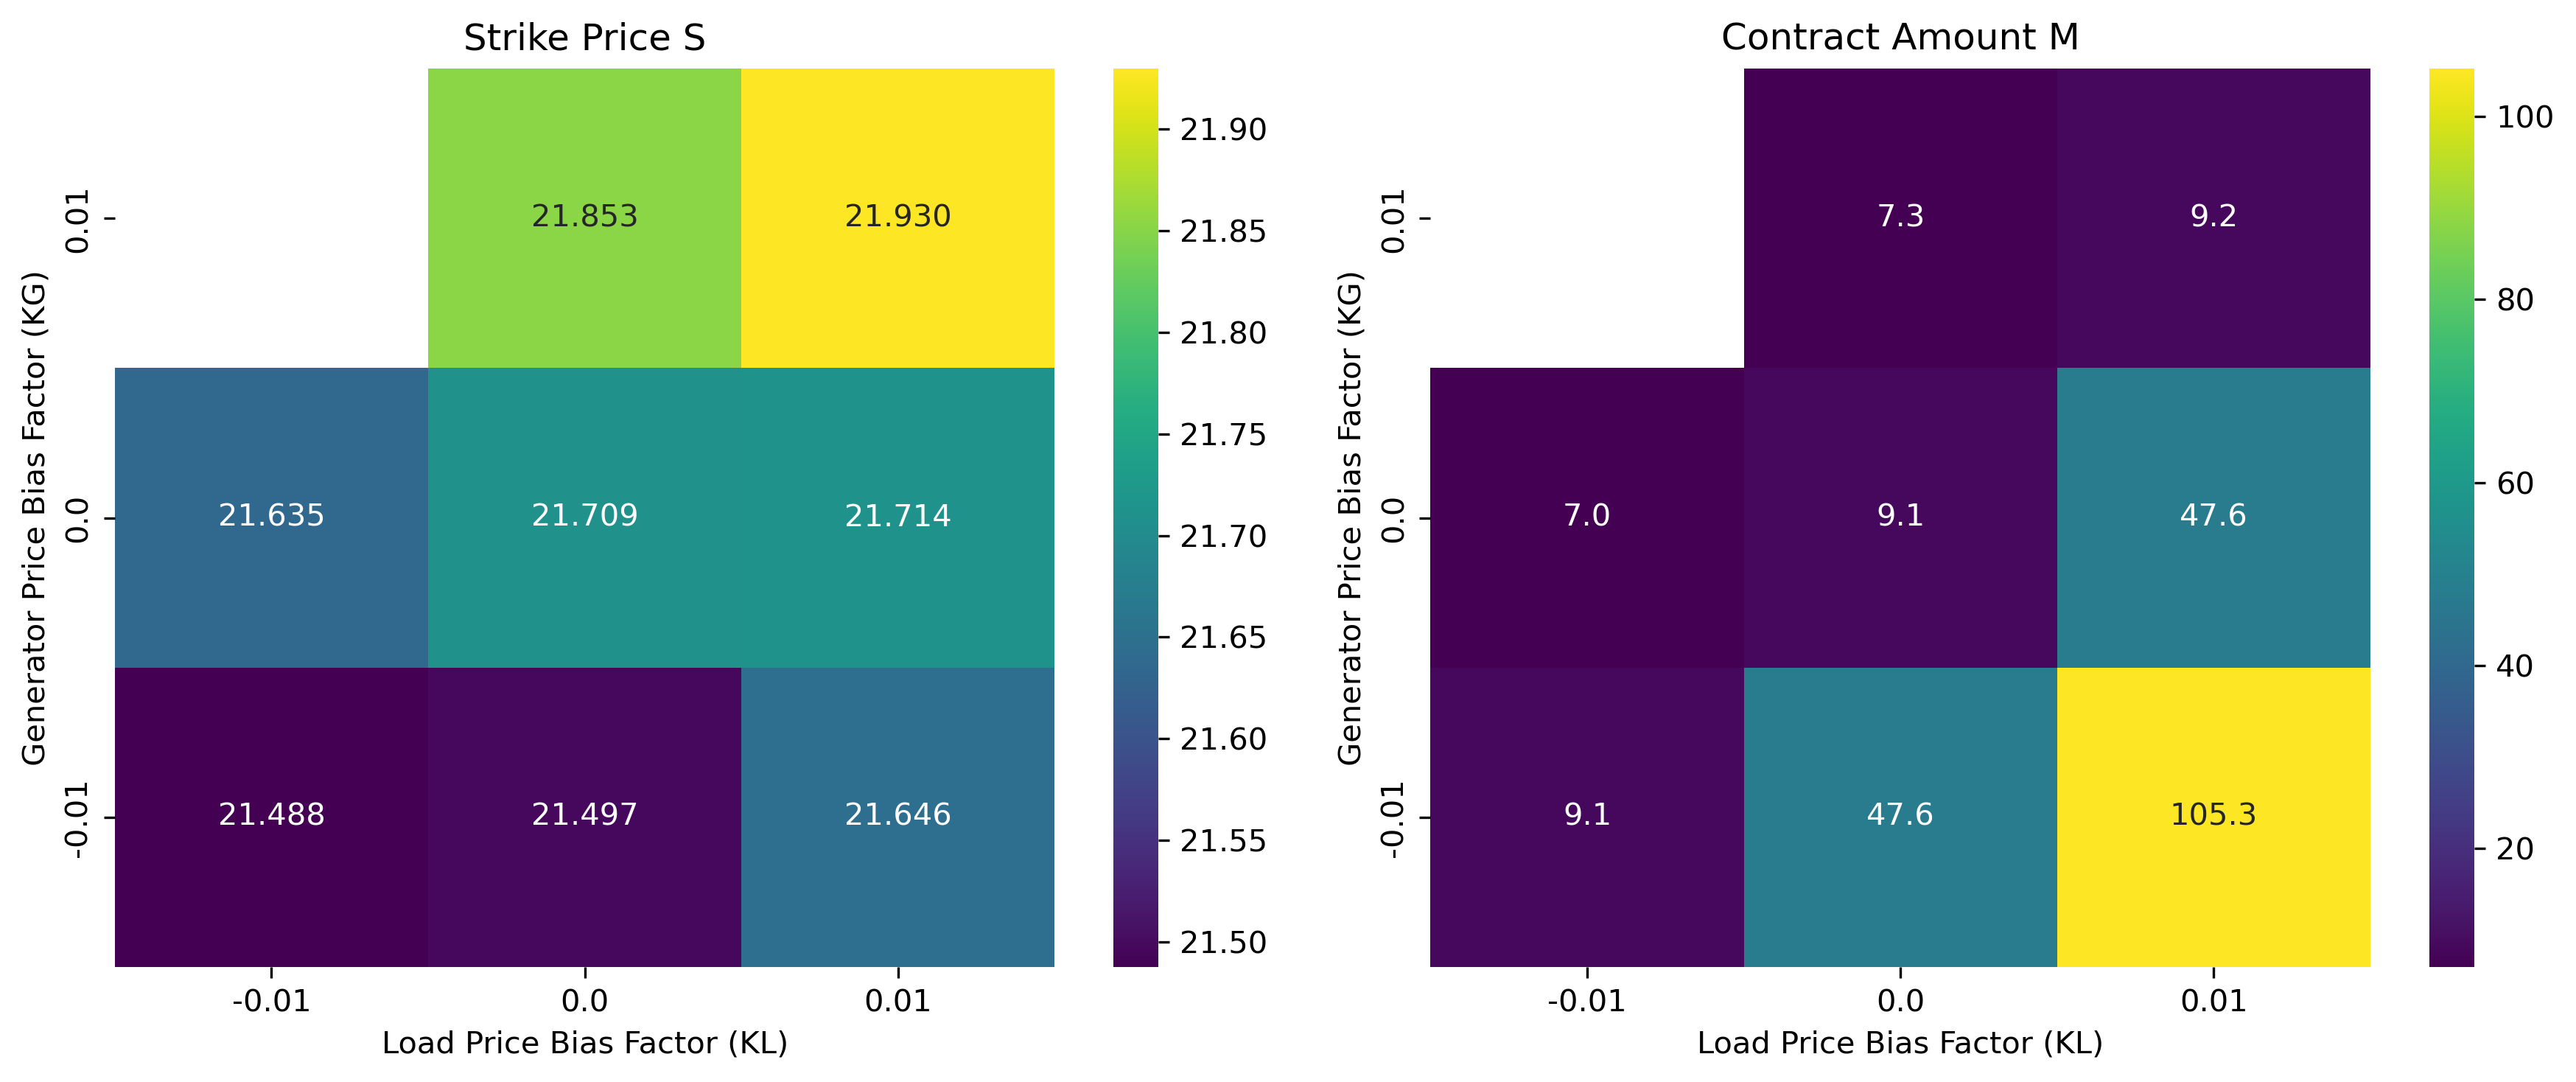 Strike Price S
Generator Price Bias Factor (KG)
0.01
0.0
-0.01
21.853 21.930
21.635 21.709 21.714
21.488 21.497 21.646
-0.01 0.0 0.01
Load Price Bias Factor (KL)
21.90
21.85
21.80
21.75
21.70
21.65
21.60
21.55
21.50
Contract Amount M
Generator Price Bias Factor (KG)
0.01
0.0
-0.01
7.3 9.2
7.0 9.1 47.6
9.1 47.6 105.3
-0.01 0.0 0.01
Load Price Bias Factor (KL)
100
80
60
40
20